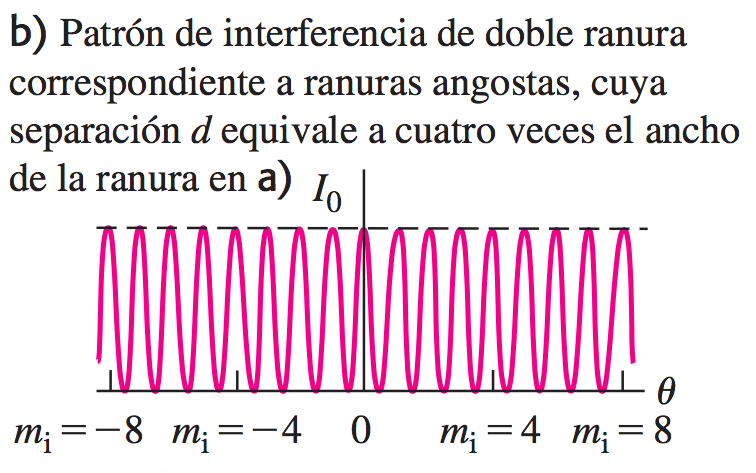 b) Patrón de interferencia de doble ranura
correspondiente a ranuras angostas, cuya
separación d equivale a cuatro veces el ancho
de la ranura en a)
I₀
θ
mᵢ = −8 mᵢ = −4 0 mᵢ = 4 mᵢ = 8